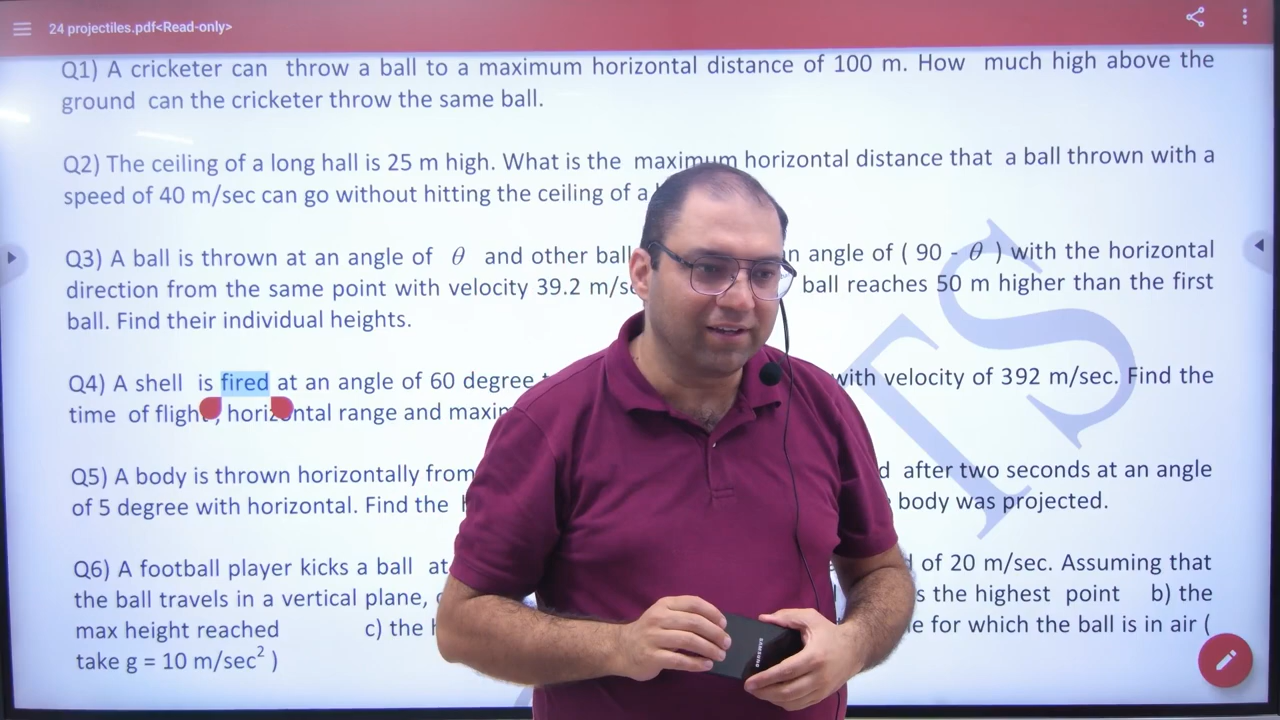 24 projectiles.pdf<Read-only>
Q1) A cricketer can throw a ball to a maximum horizontal distance of 100 m. How much high above the
ground can the cricketer throw the same ball.
Q2) The ceiling of a long hall is 25 m high. What is the maximum horizontal distance that a ball thrown with a
speed of 40 m/sec can go without hitting the ceiling of a
Q3) A ball is thrown at an angle of θ and other ball an angle of ( 90 - θ ) with the horizontal
direction from the same point with velocity 39.2 m/sec ball reaches 50 m higher than the first
ball. Find their individual heights.
Q4) A shell is fired at an angle of 60 degree with velocity of 392 m/sec. Find the
time of flight , horizontal range and
Q5) A body is thrown horizontally from after two seconds at an angle
of 5 degree with horizontal. Find the body was projected.
Q6) A football player kicks a ball at of 20 m/sec. Assuming that
the ball travels in a vertical plane, the highest point b) the
max height reached c) the for which the ball is in air (
take g = 10 m/sec² )
TS
SAMSUNG